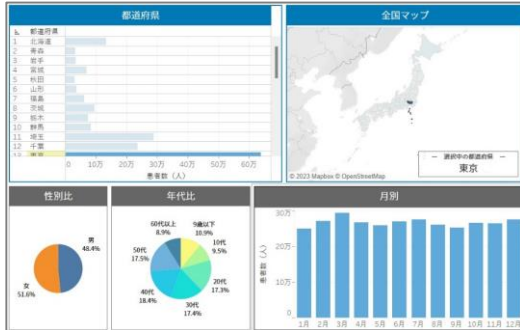 都道府県
都道府県
1 北海道
2 青森
3 岩手
4 宮城
5 秋田
6 山形
7 福島
8 茨城
9 栃木
10 群馬
11 埼玉
12 千葉
13 東京
0 10万 20万 30万 40万 50万 60万
患者数（人）
全国マップ
選択中の都道府県
東京
© 2023 Mapbox © OpenStreetMap
性別比
男
48.4%
女
51.6%
年代比
60代以上
8.9%
9歳以下
10.9%
10代
9.5%
20代
17.3%
30代
17.4%
40代
18.4%
50代
17.5%
月別
30万
20万
10万
0
患者数（人）
1月 2月 3月 4月 5月 6月 7月 8月 9月 10月 11月 12月